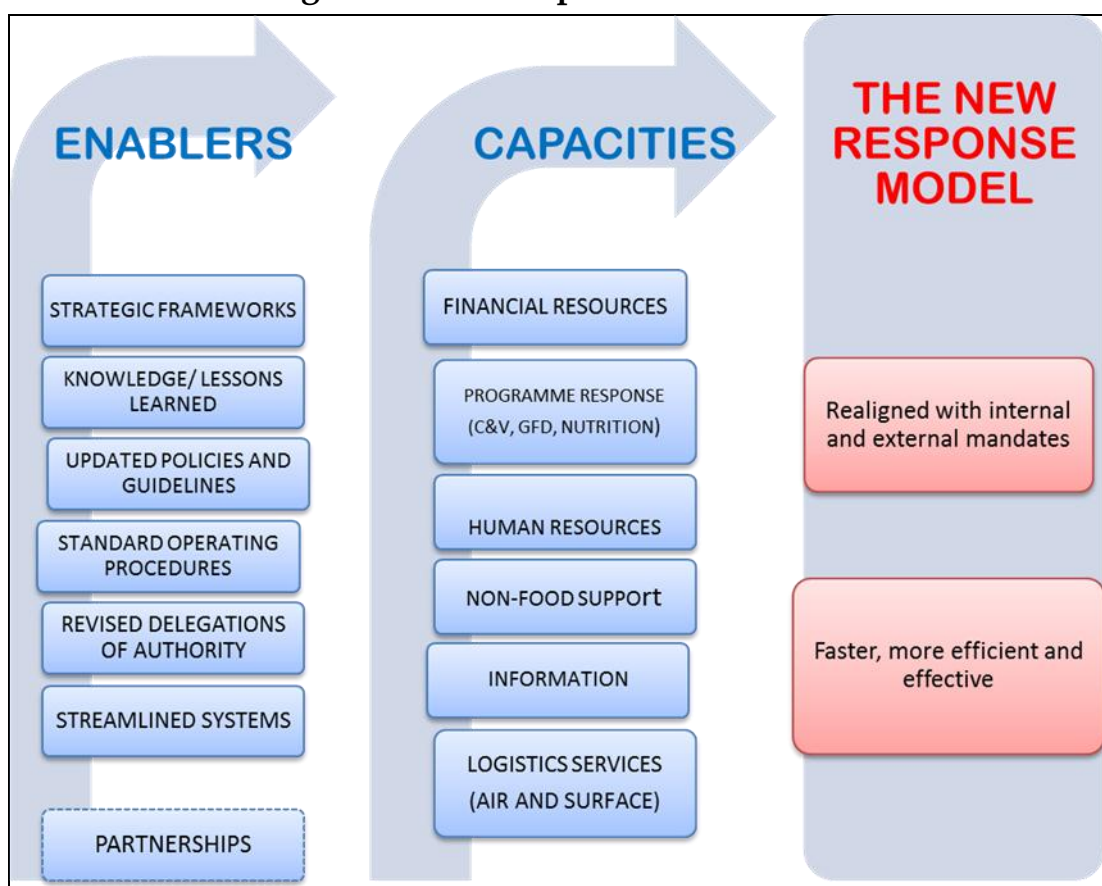 ENABLERS
STRATEGIC FRAMEWORKS
KNOWLEDGE/ LESSONS
LEARNED
UPDATED POLICIES AND
GUIDELINES
STANDARD OPERATING
PROCEDURES
REVISED DELEGATIONS
OF AUTHORITY
STREAMLINED SYSTEMS
PARTNERSHIPS
CAPACITIES
FINANCIAL RESOURCES
PROGRAMME RESPONSE
(C&V, GFD, NUTRITION)
HUMAN RESOURCES
NON-FOOD SUPPOrt
INFORMATION
LOGISTICS SERVICES
(AIR AND SURFACE)
THE NEW
RESPONSE
MODEL
Realigned with internal
and external mandates
Faster, more efficient and
effective